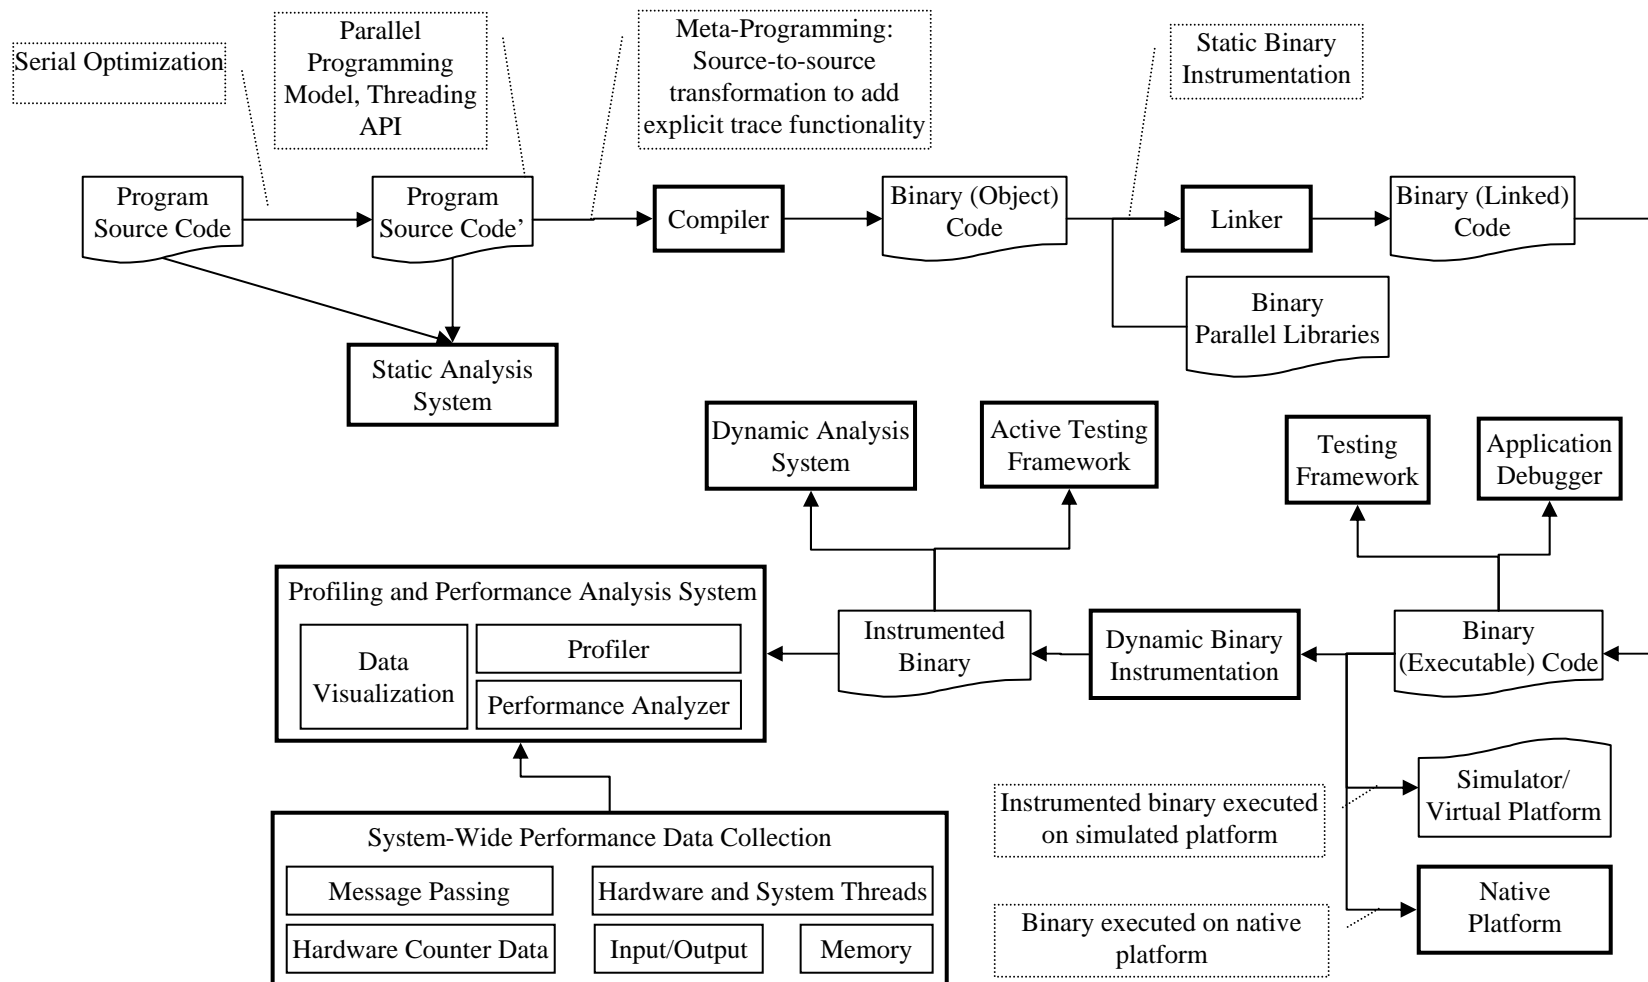 Serial Optimization
Parallel
Programming
Model, Threading
API
Meta-Programming:
Source-to-source
transformation to add
explicit trace functionality
Static Binary
Instrumentation
Program
Source Code
Program
Source Code’
Compiler
Binary (Object)
Code
Linker
Binary (Linked)
Code
Binary
Parallel Libraries
Static Analysis
System
Dynamic Analysis
System
Active Testing
Framework
Testing
Framework
Application
Debugger
Profiling and Performance Analysis System
Data
Visualization
Profiler
Performance Analyzer
Instrumented
Binary
Dynamic Binary
Instrumentation
Binary
(Executable) Code
Simulator/
Virtual Platform
Instrumented binary executed
on simulated platform
System-Wide Performance Data Collection
Message Passing
Hardware and System Threads
Hardware Counter Data
Input/Output
Memory
Binary executed on native
platform
Native
Platform